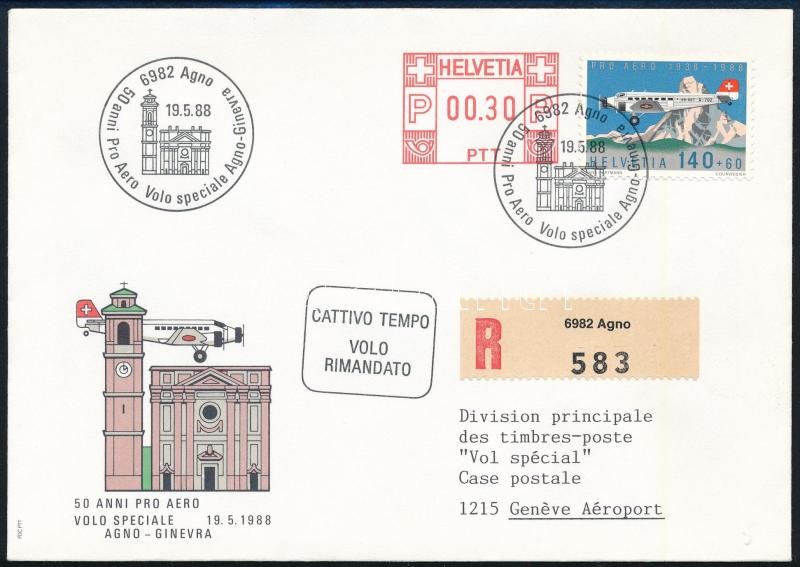 6982 Agno
19.5.88
50 anni Pro Aero Volo speciale Agno-Ginevra
HELVETIA
P 00.30 P
PTT
PRO AERO 1938-1988
HELVETIA 140+60
COURVOISIER
6982 Agno
19.5.88
50 anni Pro Aero Volo speciale Agno-Ginevra
CATTIVO TEMPO
VOLO
RIMANDATO
R
6982 Agno
583
Division principale
des timbres-poste
"Vol spécial"
Case postale
1215 Genève Aéroport
50 ANNI PRO AERO
VOLO SPECIALE 19.5.1988
AGNO-GINEVRA